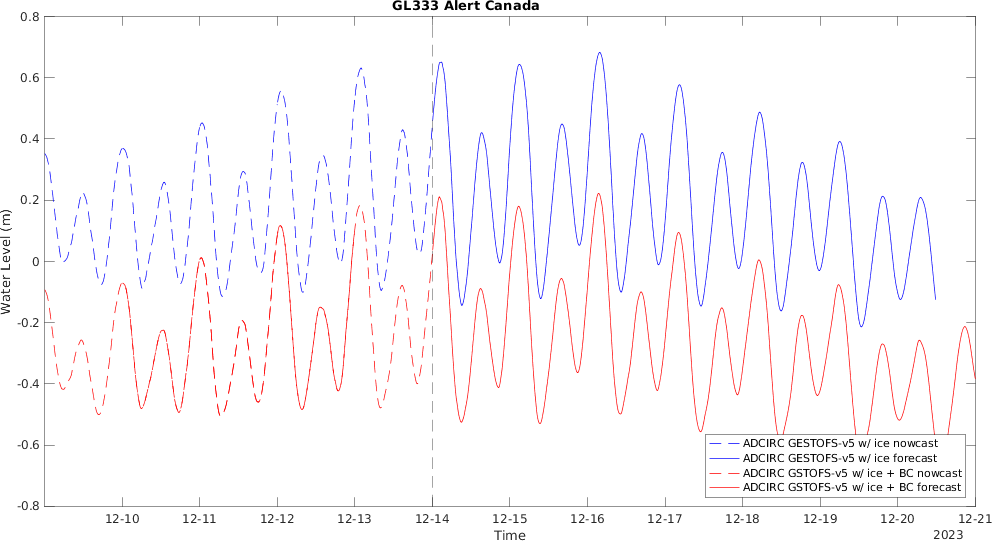 GL333 Alert Canada
0.8
0.6
0.4
0.2
0
-0.2
-0.4
-0.6
-0.8
Water Level (m)
ADCIRC GESTOFS-v5 w/ ice nowcast
ADCIRC GESTOFS-v5 w/ ice forecast
ADCIRC GSTOFS-v5 w/ ice + BC nowcast
ADCIRC GSTOFS-v5 w/ ice + BC forecast
12-10 12-11 12-12 12-13 12-14 12-15 12-16 12-17 12-18 12-19 12-20 12-21
Time
2023